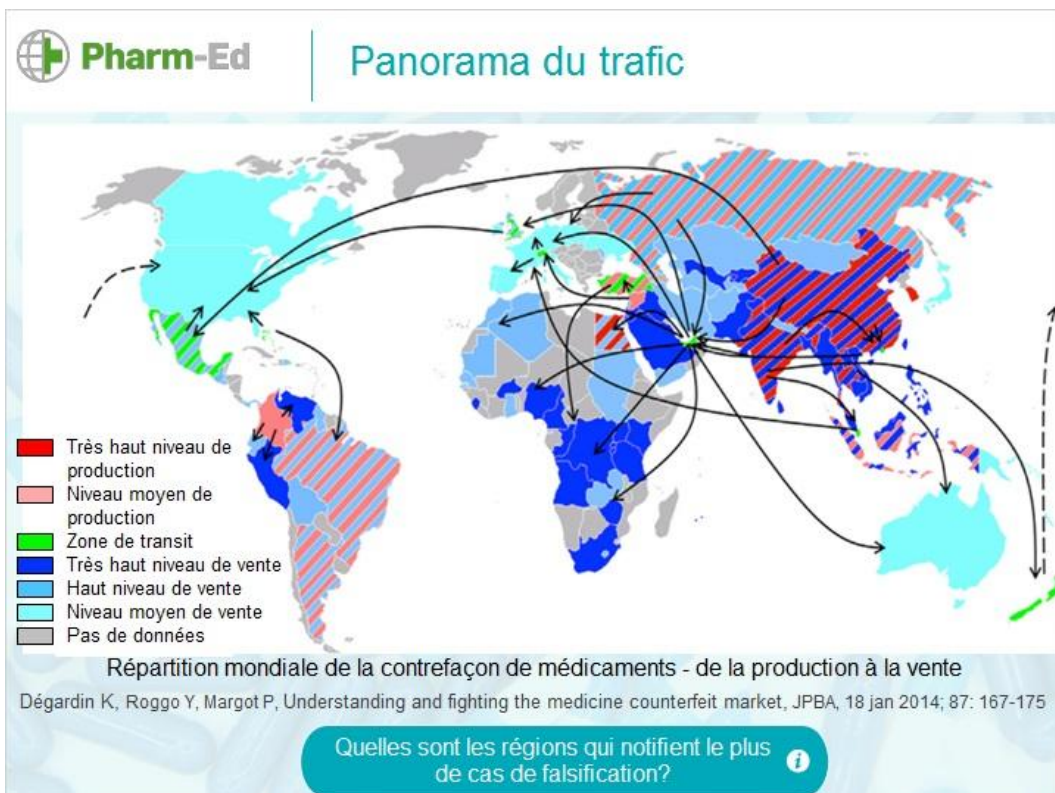 Pharm-Ed
Panorama du trafic
Très haut niveau de
production
Niveau moyen de
production
Zone de transit
Très haut niveau de vente
Haut niveau de vente
Niveau moyen de vente
Pas de données
Répartition mondiale de la contrefaçon de médicaments - de la production à la vente
Dégardin K, Roggo Y, Margot P, Understanding and fighting the medicine counterfeit market, JPBA, 18 jan 2014; 87: 167-175
Quelles sont les régions qui notifient le plus
de cas de falsification?
i